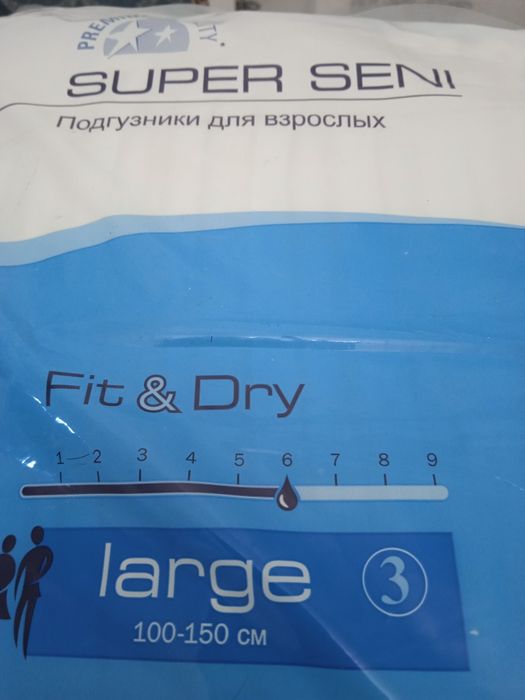 SUPER SENI
Подгузники для взрослых
Fit & Dry
1 2 3 4 5 6 7 8 9
large 3
100-150 см